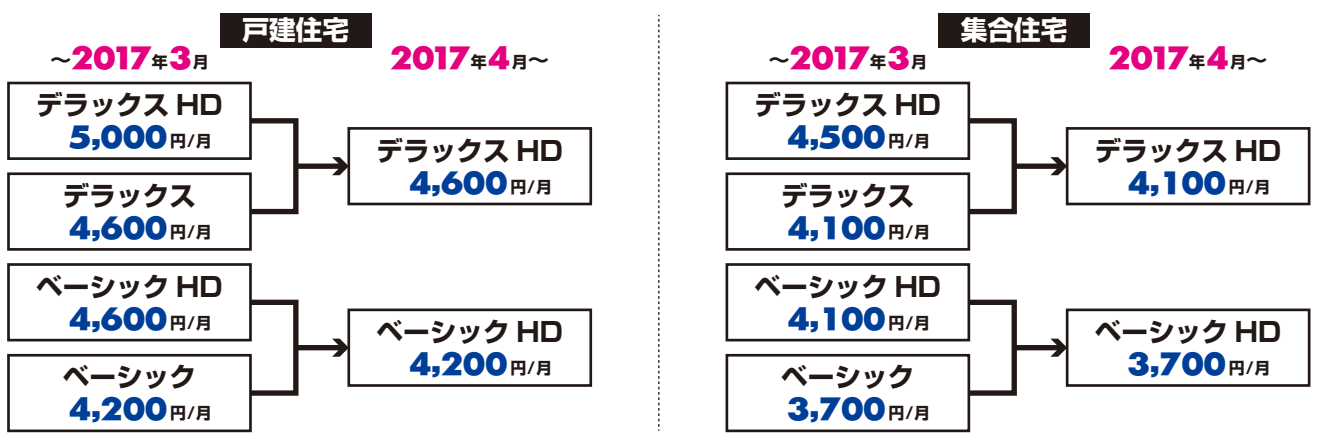 戸建住宅
～2017年3月
2017年4月～
デラックス HD
5,000円/月
デラックス
4,600円/月
デラックス HD
4,600円/月
ベーシック HD
4,600円/月
ベーシック
4,200円/月
ベーシック HD
4,200円/月
集合住宅
～2017年3月
2017年4月～
デラックス HD
4,500円/月
デラックス
4,100円/月
デラックス HD
4,100円/月
ベーシック HD
4,100円/月
ベーシック
3,700円/月
ベーシック HD
3,700円/月